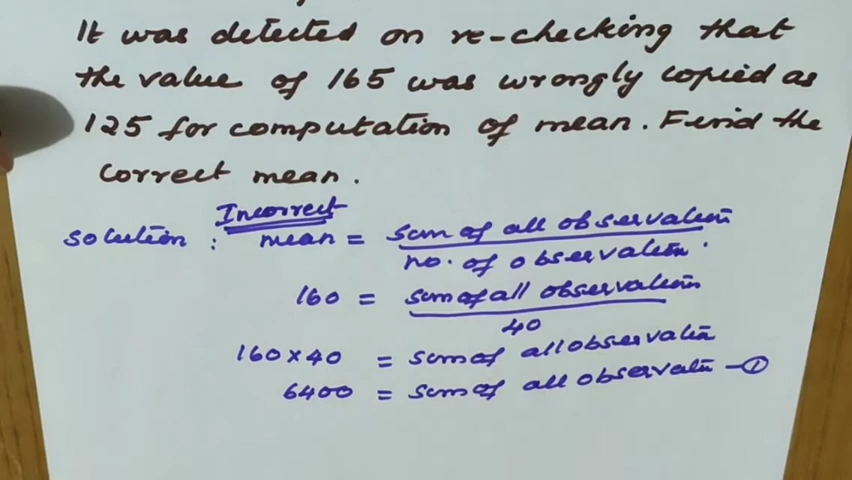 It was detected on re-checking that
the value of 165 was wrongly copied as
125 for computation of mean. Find the
correct mean.
Incorrect
solution : mean = sum of all observation
no. of observation.
160 = sum of all observations
40
160 x 40 = sum of all observation
6400 = sum of all observatin - ①